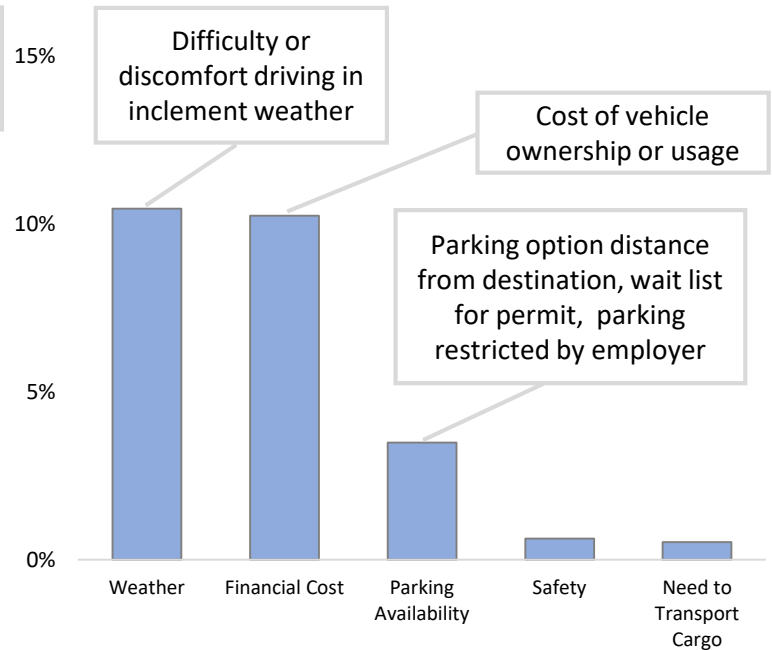 15%
Difficulty or
discomfort driving in
inclement weather
Cost of vehicle
ownership or usage
10%
Parking option distance
from destination, wait list
for permit, parking
restricted by employer
5%
0%
Weather
Financial Cost
Parking
Availability
Safety
Need to
Transport
Cargo